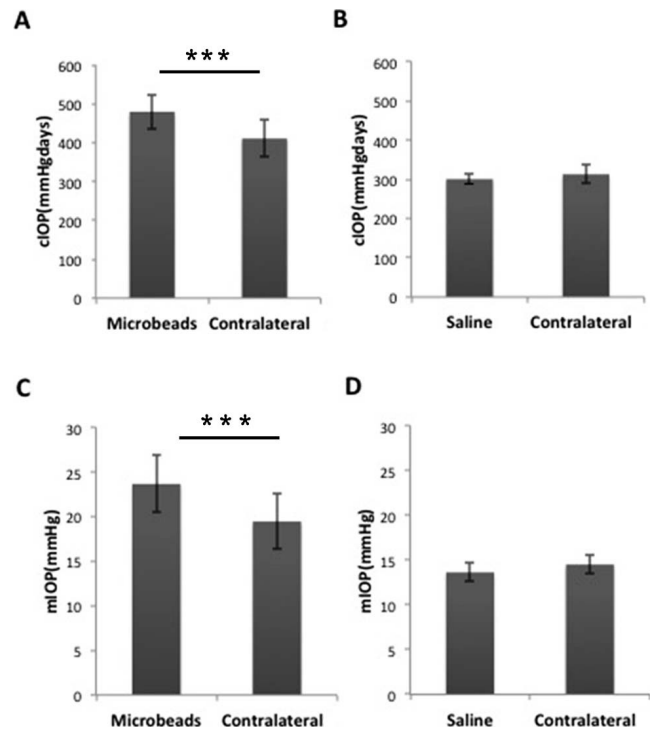 A
***
600
500
400
300
200
100
0
cIOP(mmHgdays)
Microbeads Contralateral
B
600
500
400
300
200
100
0
cIOP(mmHgdays)
Saline Contralateral
C
***
30
25
20
15
10
5
0
mIOP(mmHg)
Microbeads Contralateral
D
30
25
20
15
10
5
0
mIOP(mmHg)
Saline Contralateral